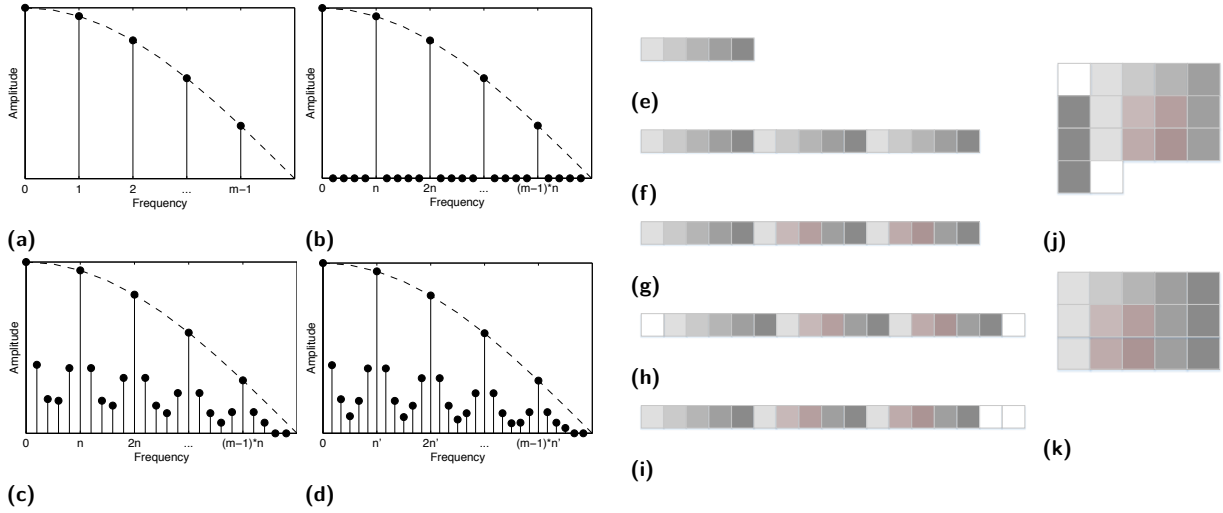 Amplitude
0 1 2 ... m−1
Frequency
(a)
Amplitude
0 n 2n ... (m−1)*n
Frequency
(b)
Amplitude
0 n 2n ... (m−1)*n
Frequency
(c)
Amplitude
0 n' 2n' ... (m−1)*n'
Frequency
(d)
(e)
(f)
(g)
(h)
(i)
(j)
(k)